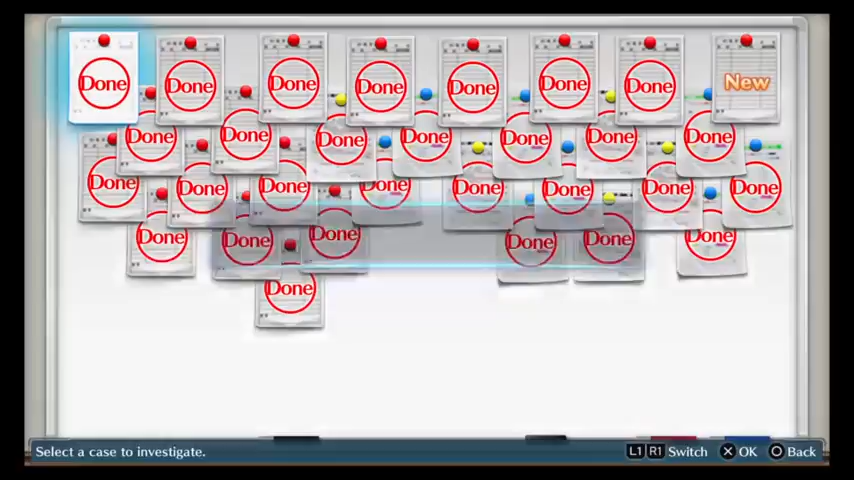 Done Done Done Done Done Done Done New
Done Done Done Done Done Done Done
Done Done Done Done Done Done Done Done
Done Done Done Done Done Done
Done
Select a case to investigate. L1 R1 Switch X OK O Back